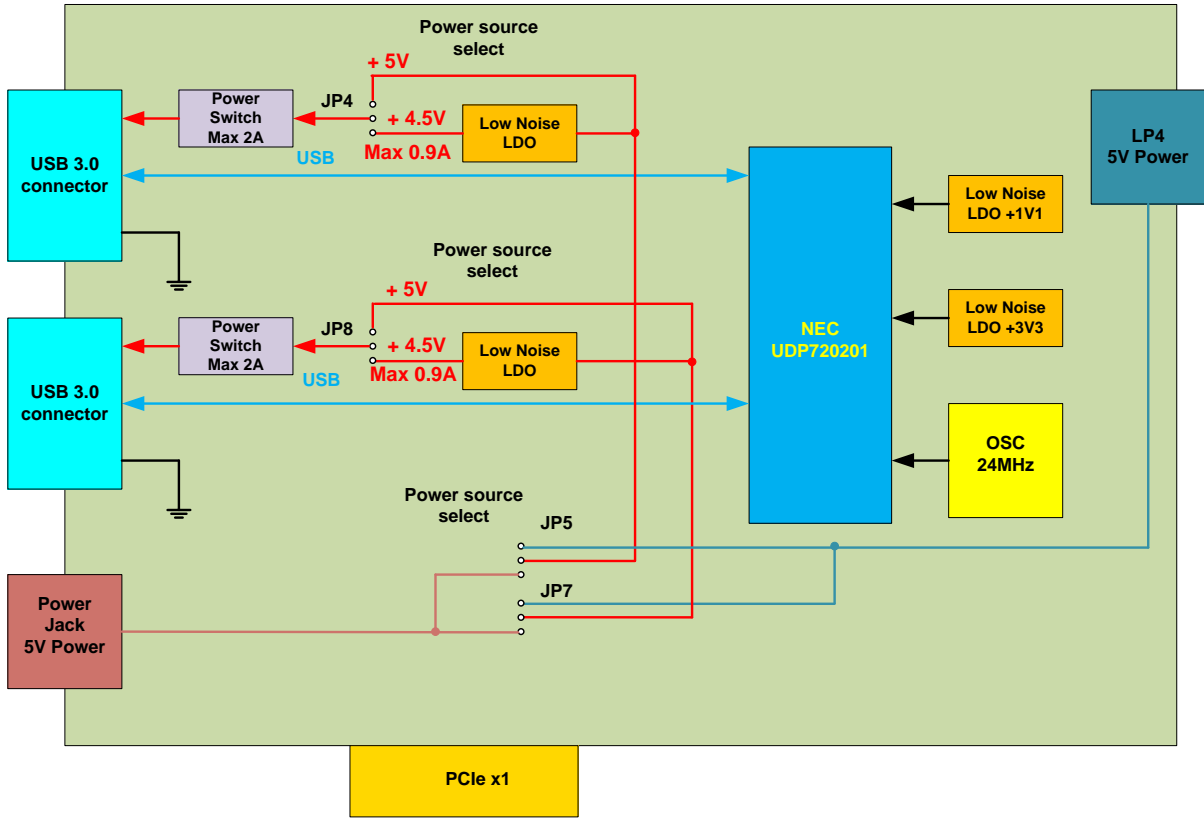 Power source
select
+ 5V
Power
Switch
Max 2A
JP4
+ 4.5V
Max 0.9A
Low Noise
LDO
USB 3.0
connector
USB
LP4
5V Power
Low Noise
LDO +1V1
Power source
select
+ 5V
Power
Switch
Max 2A
JP8
+ 4.5V
Max 0.9A
Low Noise
LDO
USB 3.0
connector
USB
NEC
UDP720201
Low Noise
LDO +3V3
OSC
24MHz
Power source
select
JP5
JP7
Power
Jack
5V Power
PCIe x1